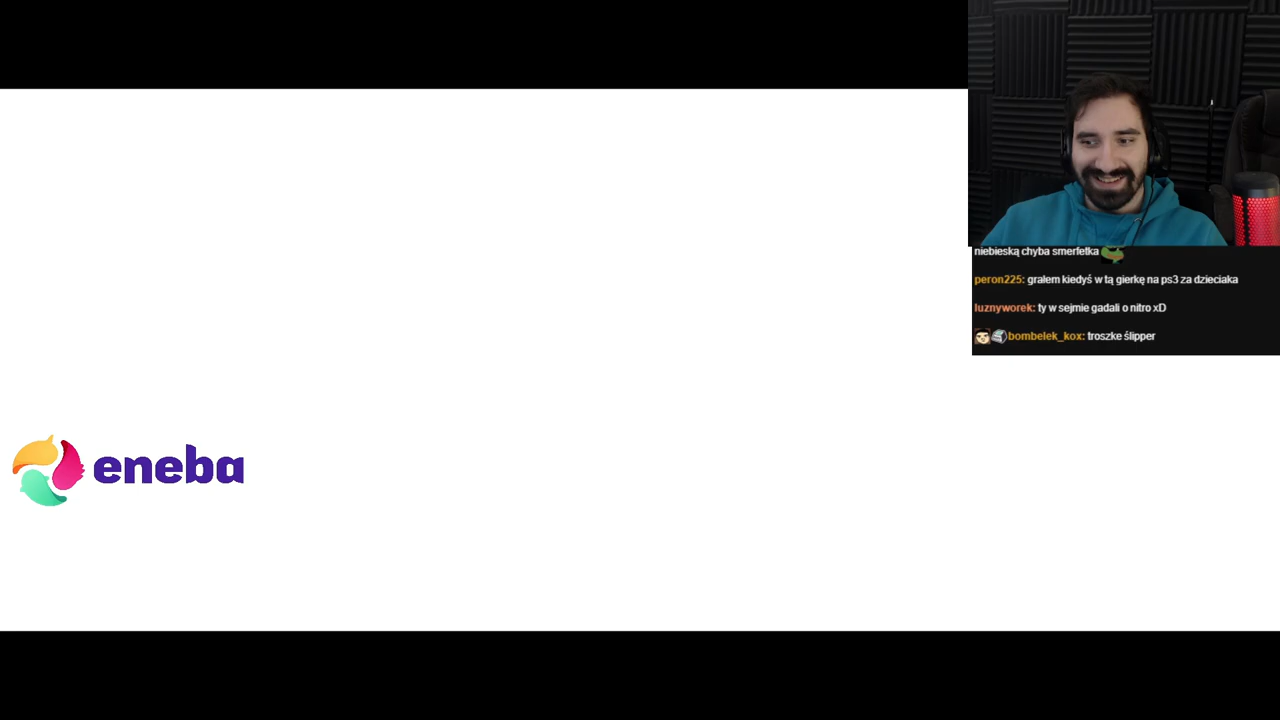 niebieską chyba smerfetka
peron225: grałem kiedyś w tą gierkę na ps3 za dzieciaka
luznyworek: ty w sejmie gadali o nitro xD
bombelek_kox: troszke ślipper
eneba